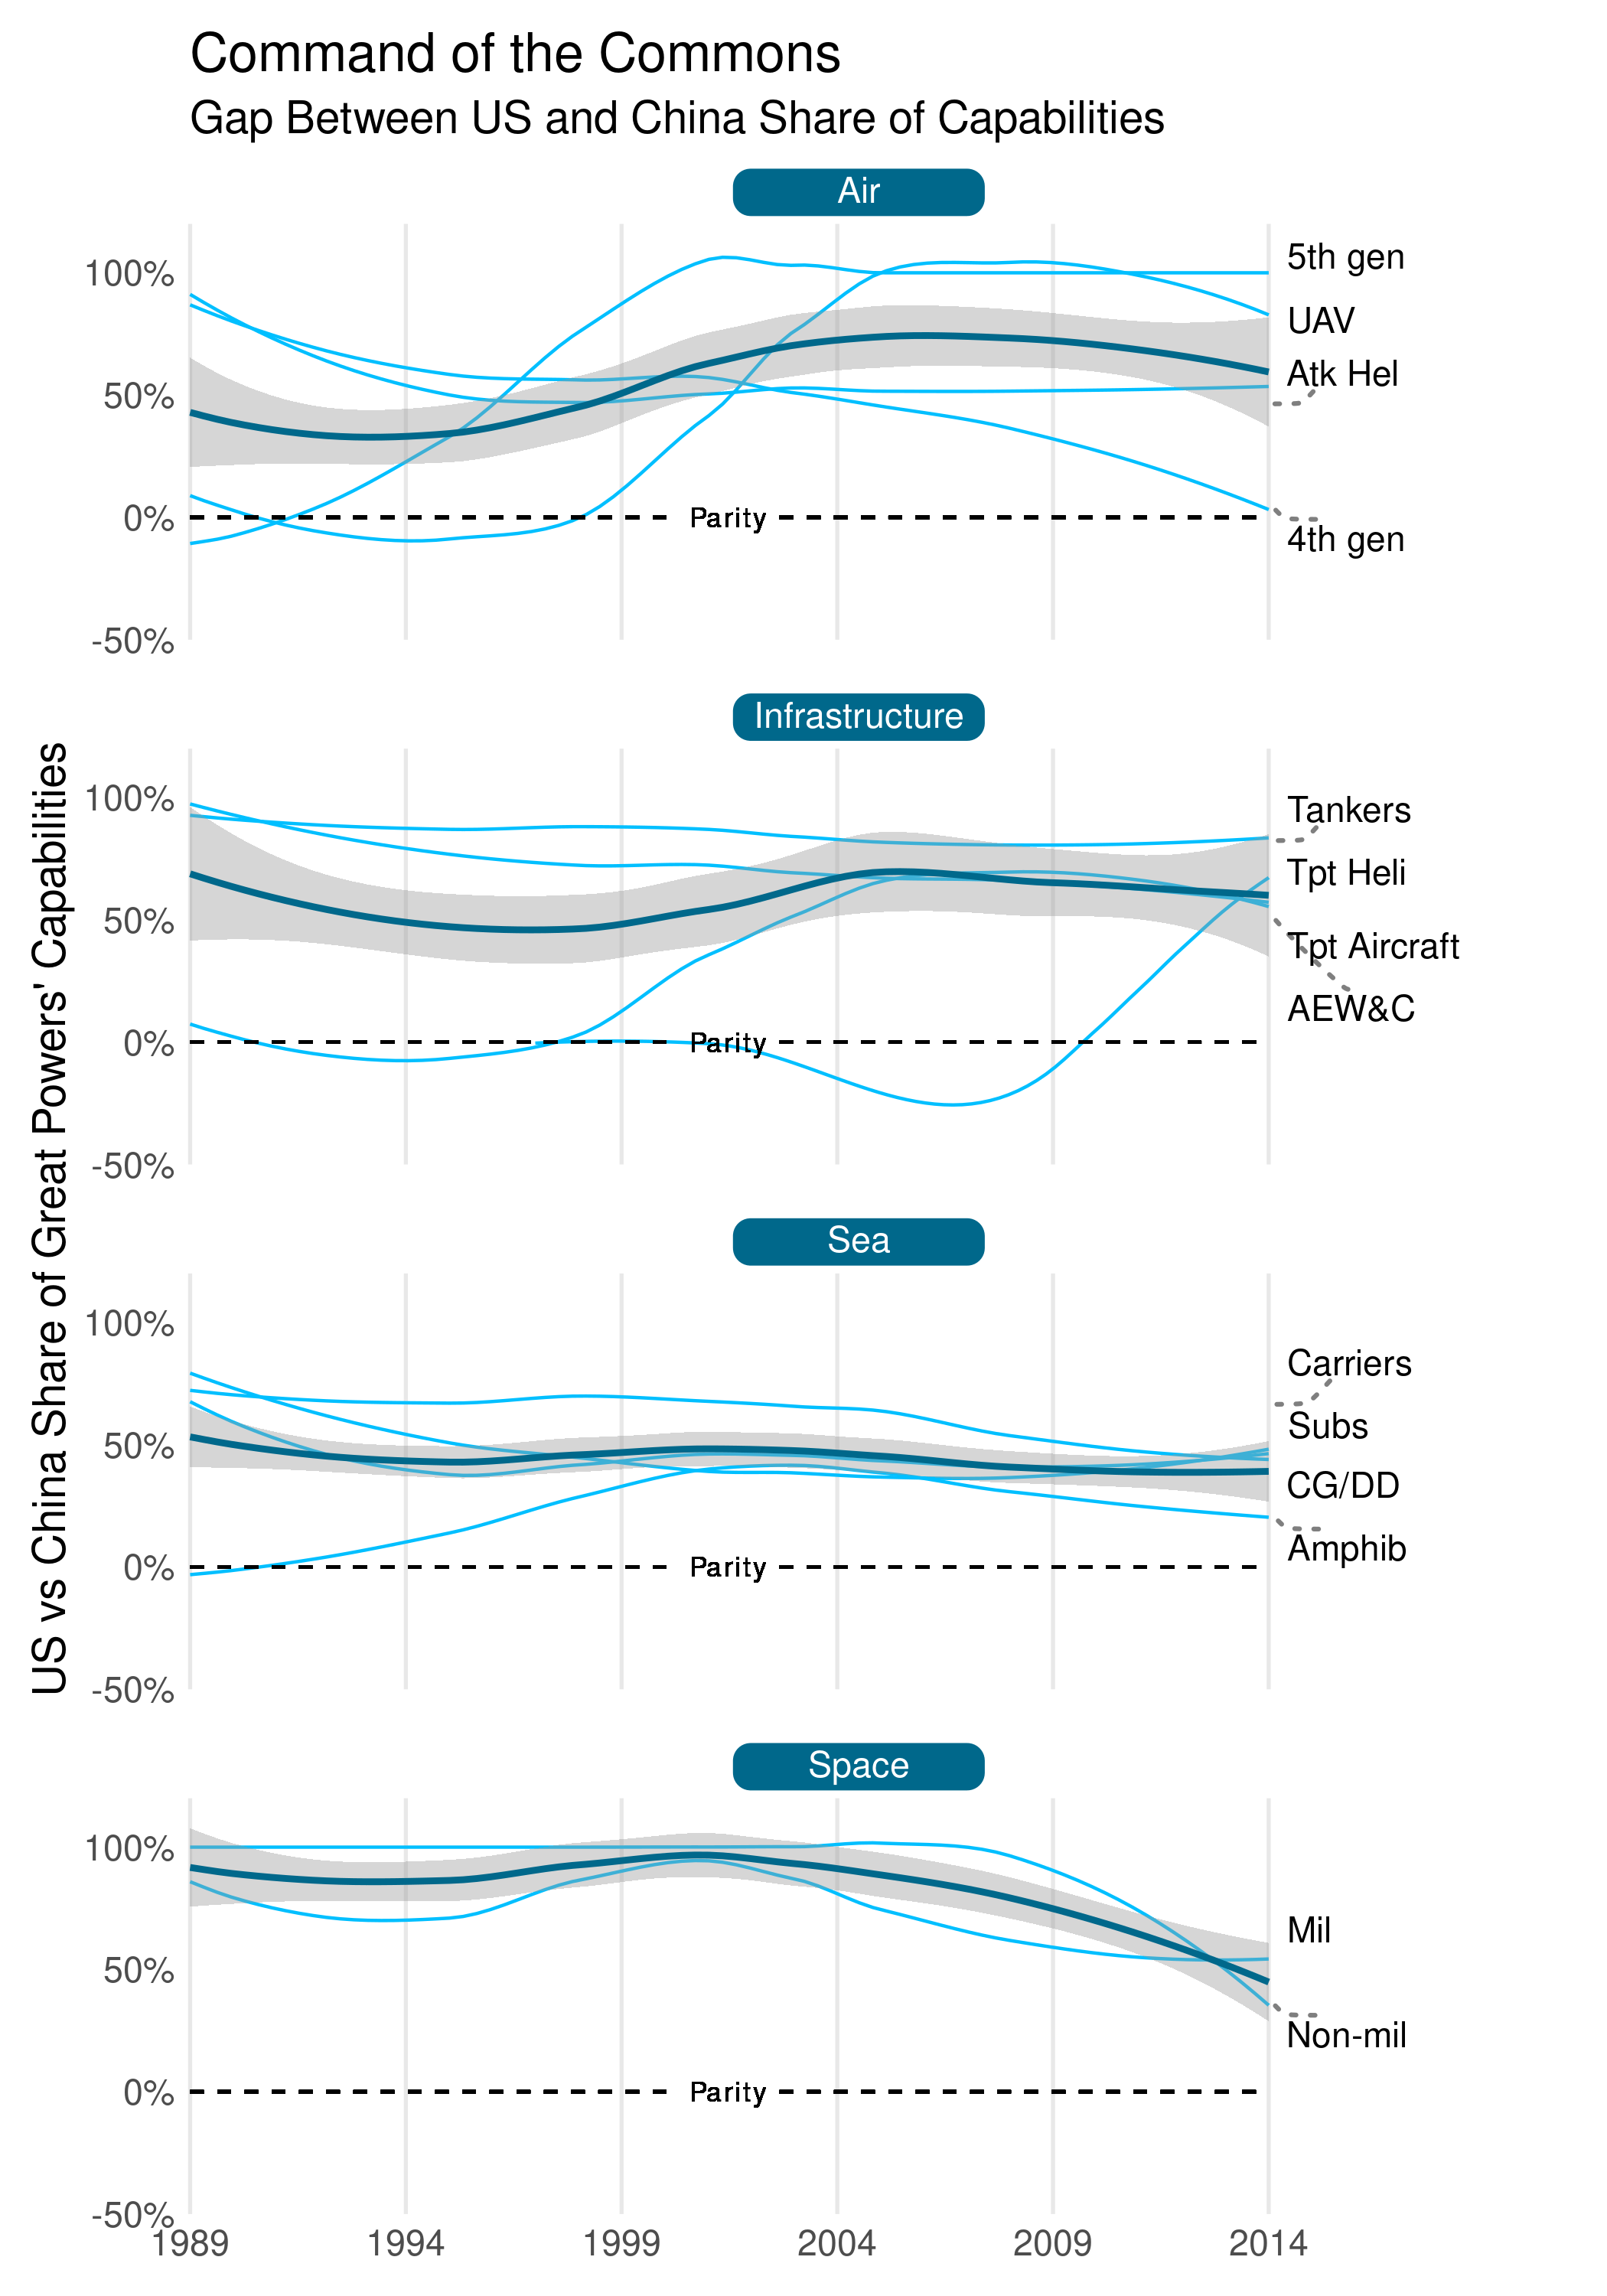 Command of the Commons
Gap Between US and China Share of Capabilities
US vs China Share of Great Powers' Capabilities
Air
100%
50%
0%
-50%
Parity
5th gen
UAV
Atk Hel
4th gen
Infrastructure
100%
50%
0%
-50%
Parity
Tankers
Tpt Heli
Tpt Aircraft
AEW&C
Sea
100%
50%
0%
-50%
Parity
Carriers
Subs
CG/DD
Amphib
Space
100%
50%
0%
-50%
Parity
Mil
Non-mil
1989 1994 1999 2004 2009 2014